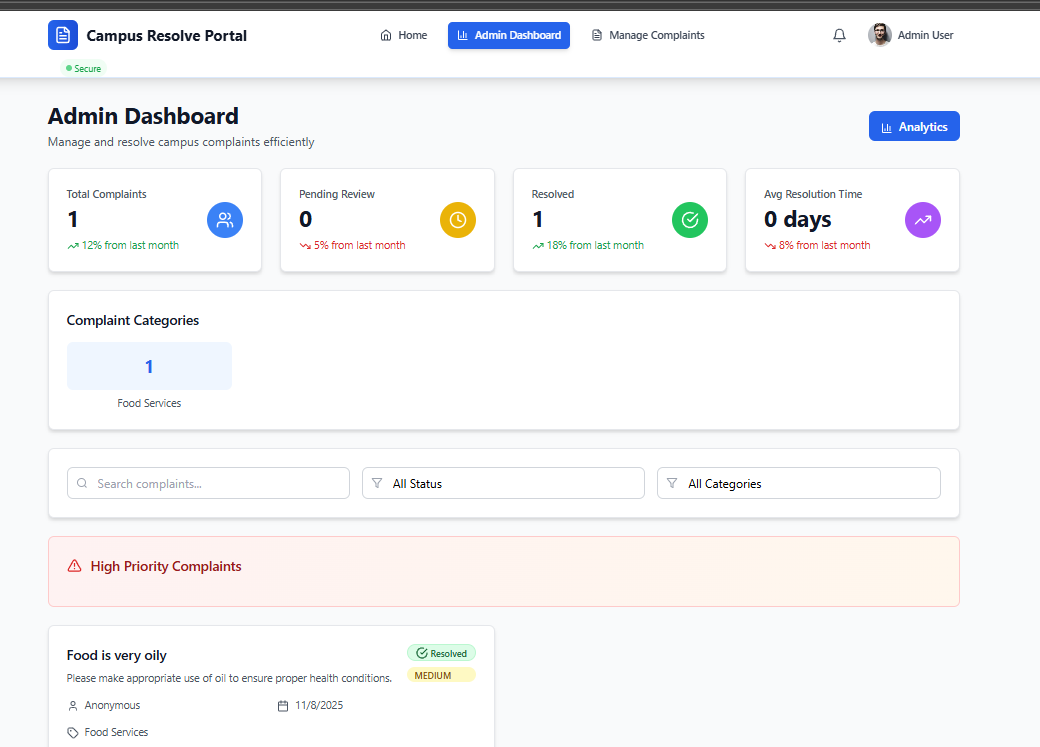 Campus Resolve Portal
Home
Admin Dashboard
Manage Complaints
Admin User
Secure
Admin Dashboard
Manage and resolve campus complaints efficiently
Analytics
Total Complaints
1
12% from last month
Pending Review
0
5% from last month
Resolved
1
18% from last month
Avg Resolution Time
0 days
8% from last month
Complaint Categories
1
Food Services
Search complaints...
All Status
All Categories
High Priority Complaints
Food is very oily
Resolved
Please make appropriate use of oil to ensure proper health conditions.
MEDIUM
Anonymous
11/8/2025
Food Services